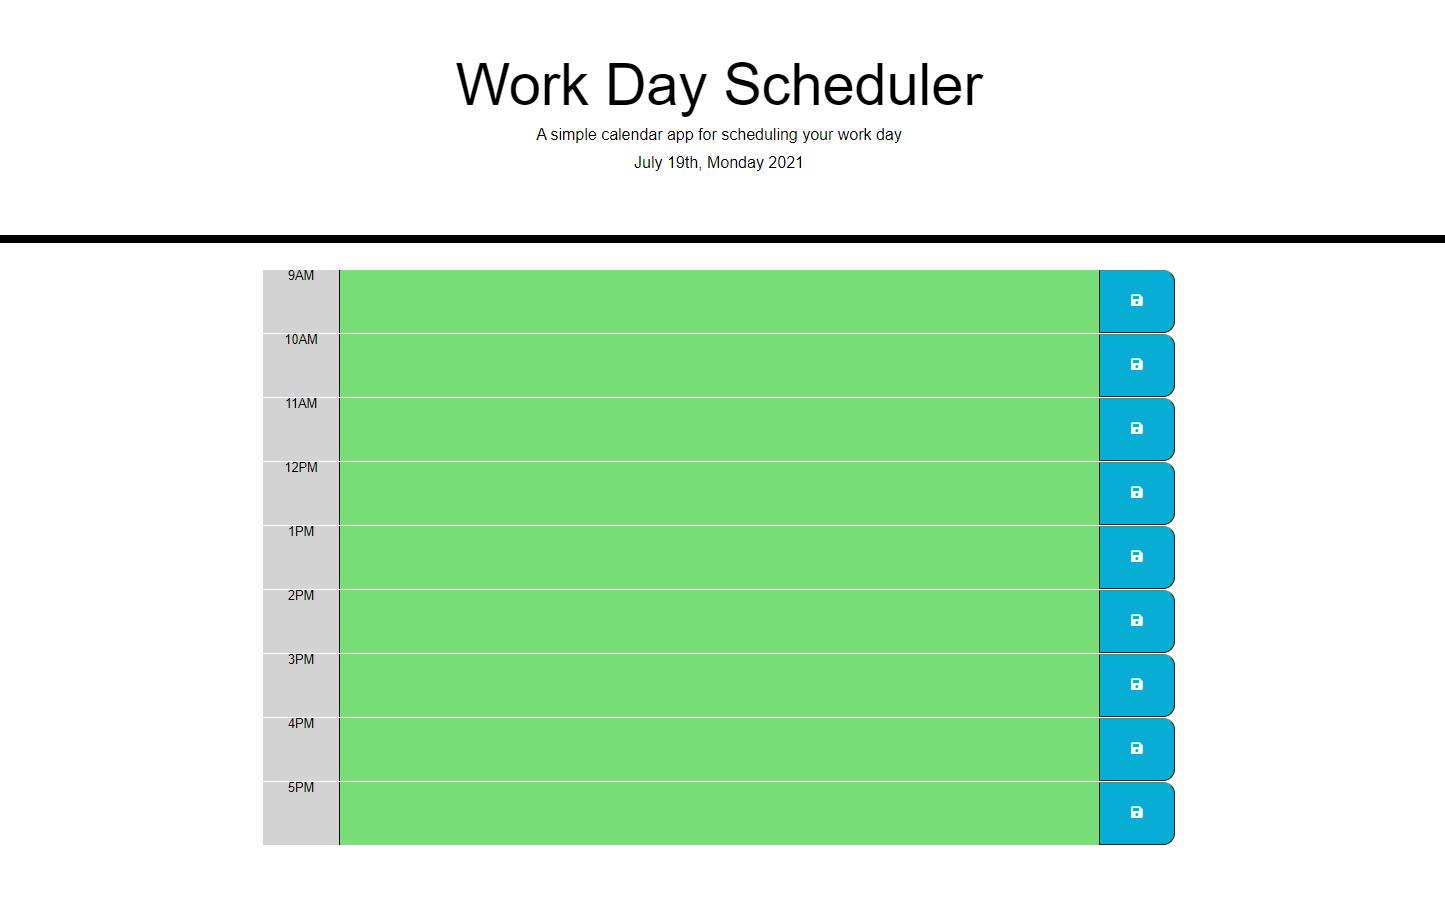 Work Day Scheduler
A simple calendar app for scheduling your work day
July 19th, Monday 2021
9AM
10AM
11AM
12PM
1PM
2PM
3PM
4PM
5PM